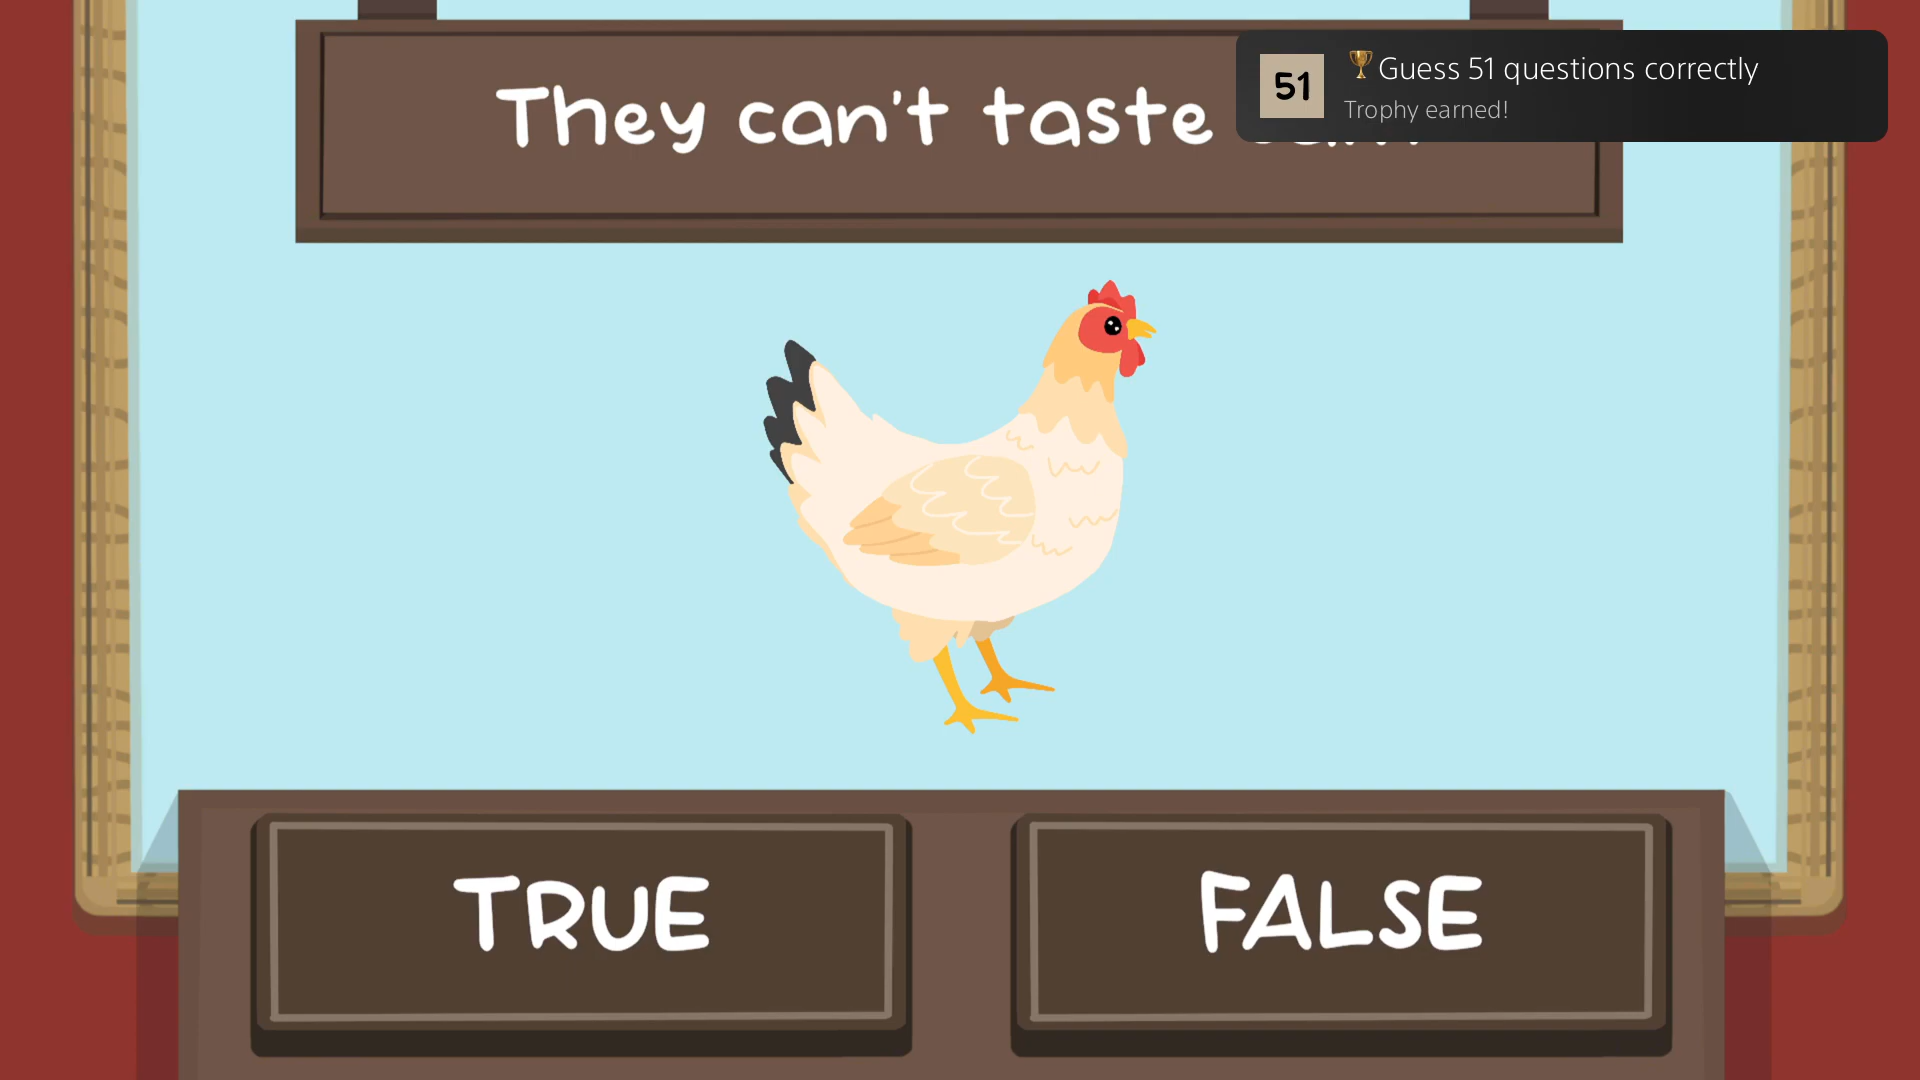 They can't taste
51
🏆Guess 51 questions correctly
Trophy earned!
TRUE
FALSE